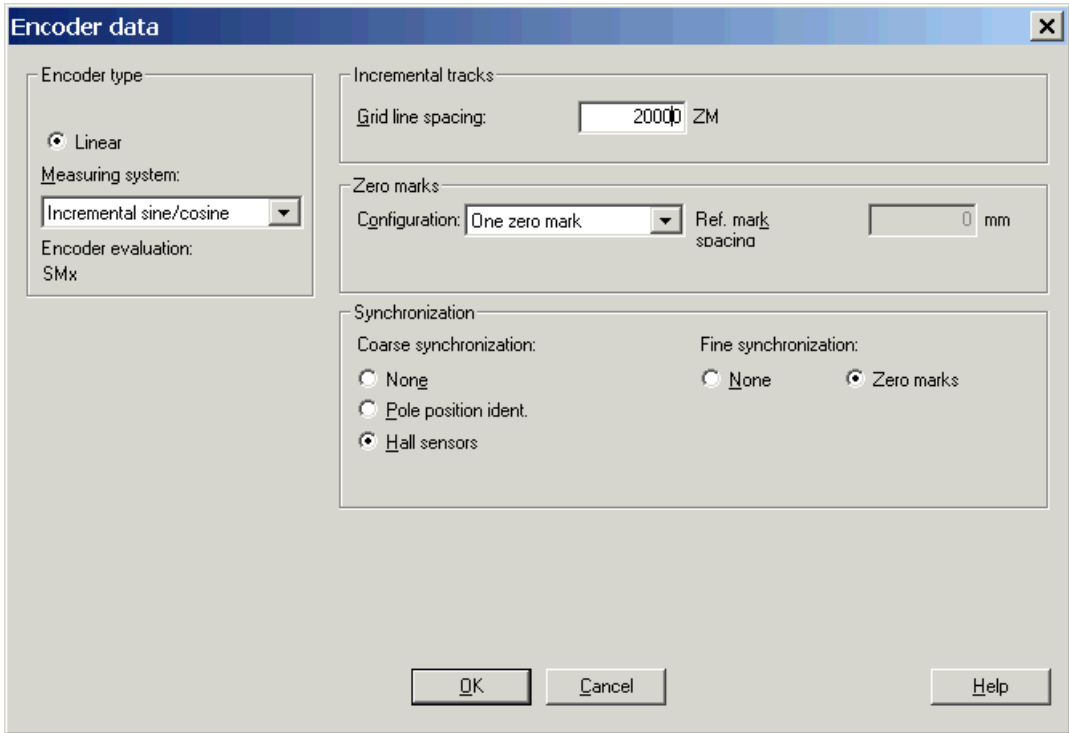 Encoder data
Encoder type
Linear
Measuring system:
Incremental sine/cosine
Encoder evaluation:
SMx
Incremental tracks
Grid line spacing:
20000 ZM
Zero marks
Configuration: One zero mark
Ref. mark
spacing
0 mm
Synchronization
Coarse synchronization:
None
Pole position ident.
Hall sensors
Fine synchronization:
None
Zero marks
OK
Cancel
Help